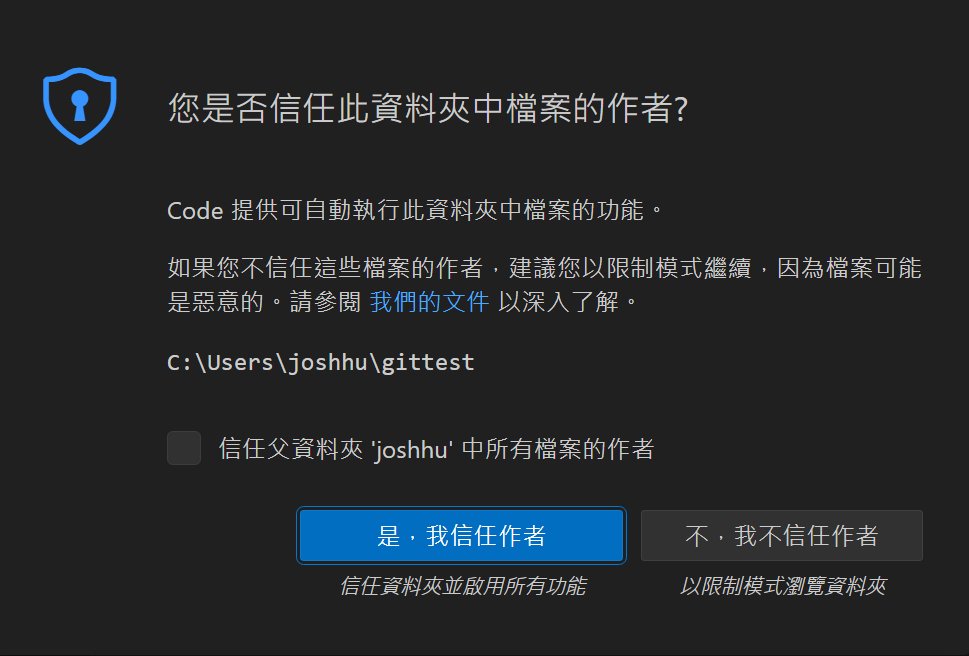 您是否信任此資料夾中檔案的作者?
Code 提供可自動執行此資料夾中檔案的功能。
如果您不信任這些檔案的作者，建議您以限制模式繼續，因為檔案可能
是惡意的。請參閱 我們的文件 以深入了解。
C:\Users\joshhu\gittest
信任父資料夾 'joshhu' 中所有檔案的作者
是，我信任作者
不，我不信任作者
信任資料夾並啟用所有功能
以限制模式瀏覽資料夾